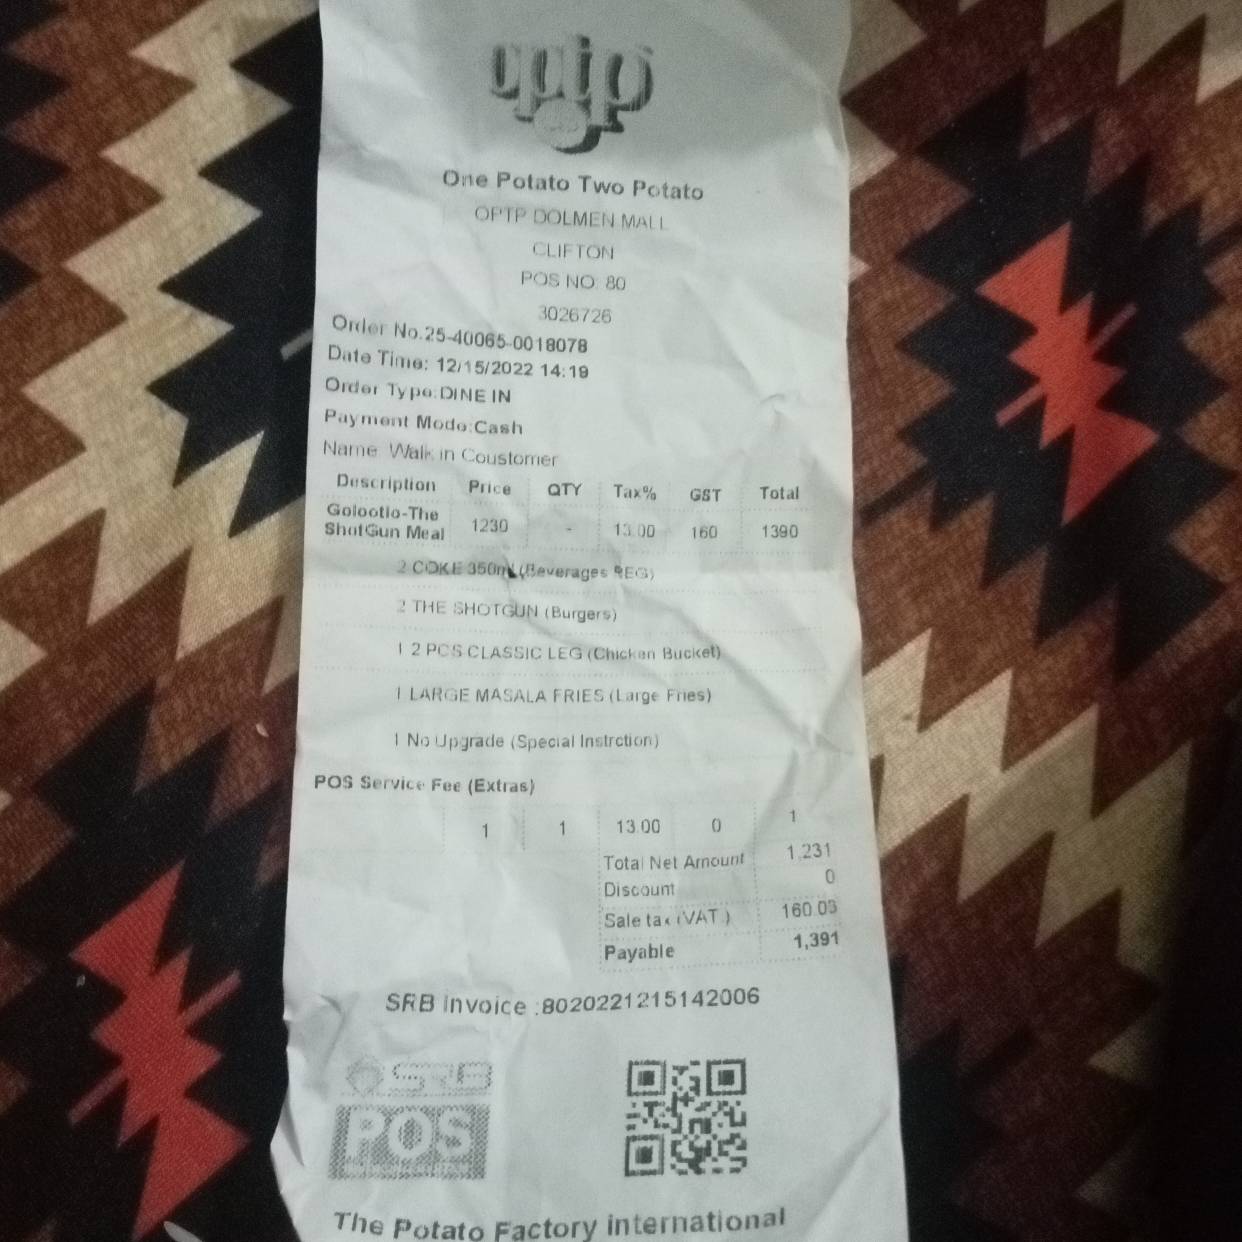 optp
One Potato Two Potato
OPTP DOLMEN MALL
CLIFTON
POS NO: 80
3026726
Order No.25-40065-0018078
Date Time: 12/15/2022 14:19
Order Type:DINE IN
Payment Mode:Cash
Name: Walk in Coustomer
Description Price QTY Tax% GST Total
Golootlo-The
ShotGun Meal 1230 - 13.00 160 1390
2 COKE 350mL (Beverages REG)
2 THE SHOTGUN (Burgers)
1 2 PCS CLASSIC LEG (Chicken Bucket)
1 LARGE MASALA FRIES (Large Fries)
1 No Upgrade (Special Instrction)
POS Service Fee (Extras)
1 1 13.00 0 1
Total Net Amount 1,231
Discount 0
Sale tax (VAT ) 160.03
Payable 1,391
SRB Invoice :8020221215142006
SRB
POS
The Potato Factory international